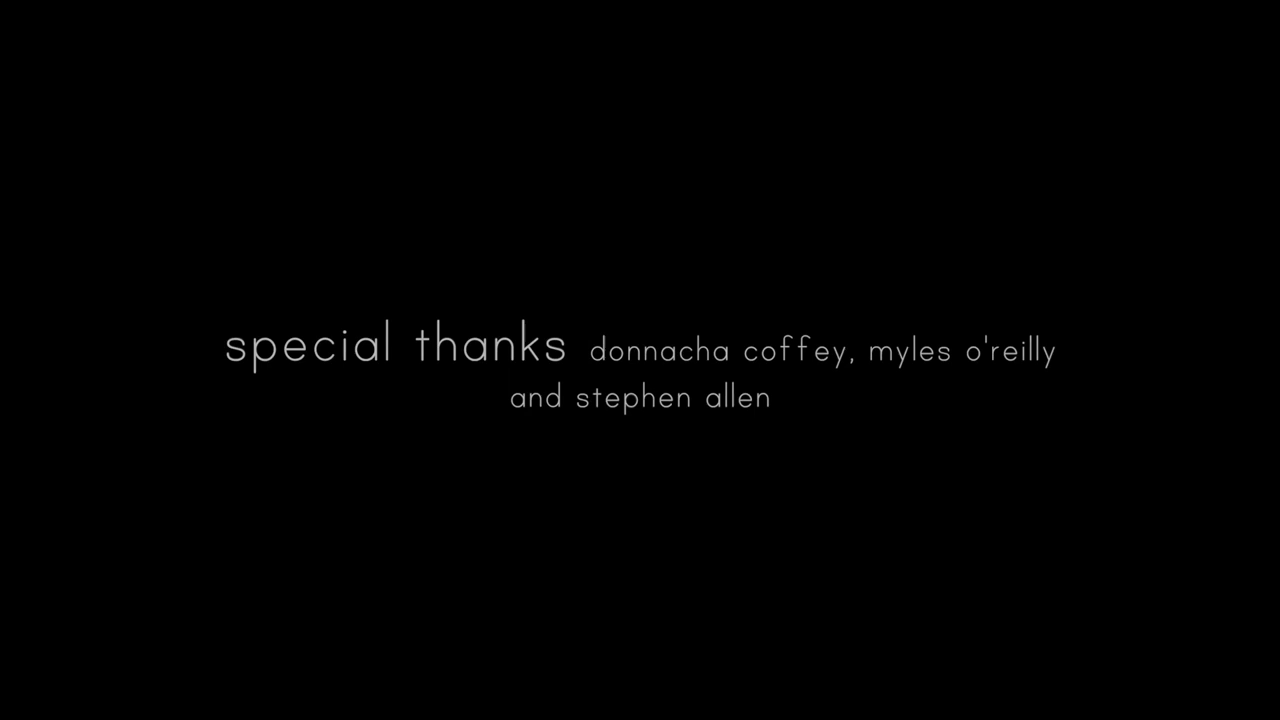 special thanks donnacha coffey, myles o'reilly
and stephen allen